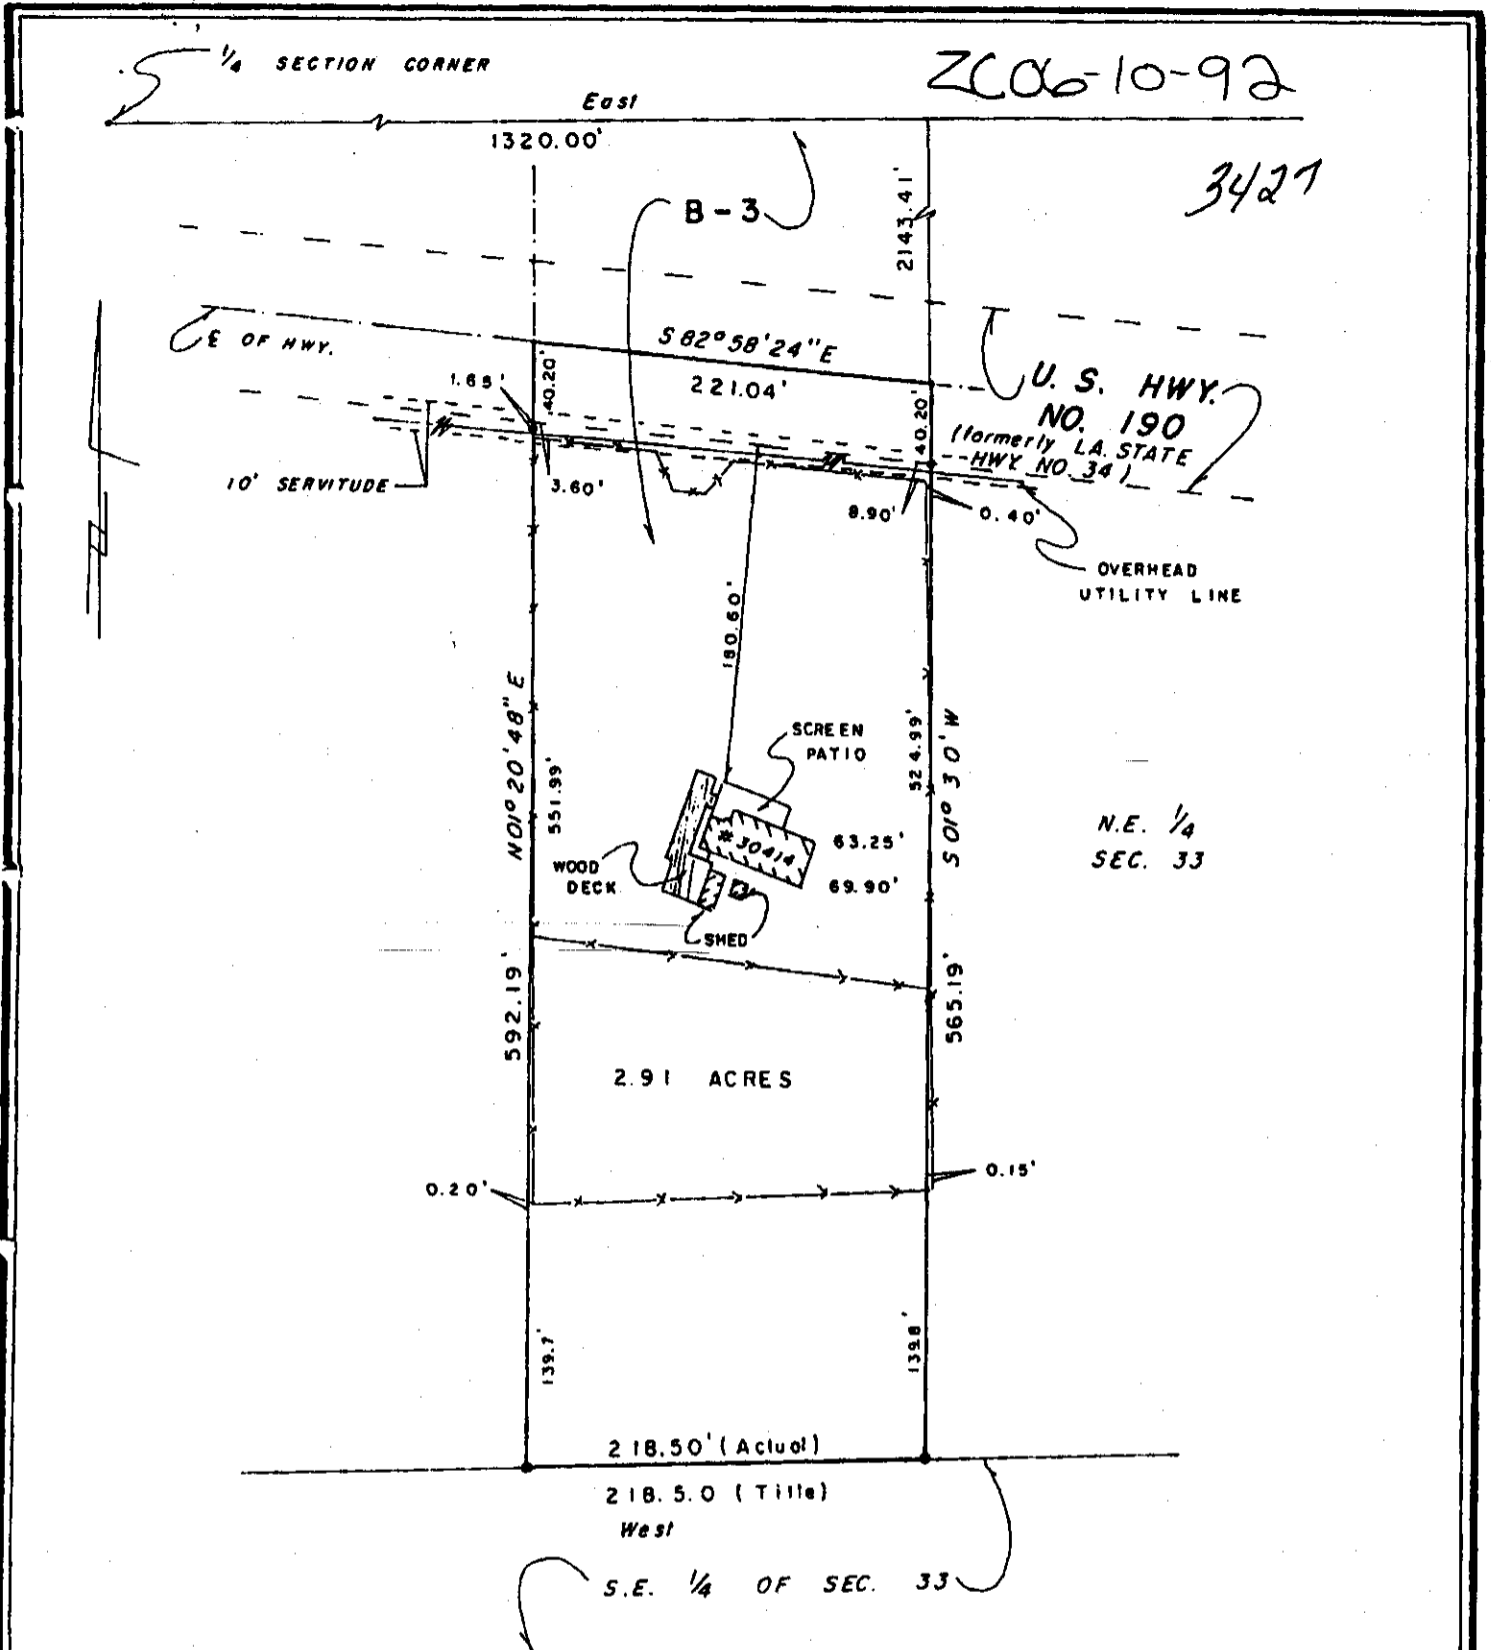 1/4 SECTION CORNER
ZC06-10-92
East
1320.00'
3427
2143.41'
B-3
S 82° 58' 24" E
221.04'
℄ OF HWY.
U. S. HWY.
NO. 190
(formerly LA. STATE
HWY. NO. 34)
1.65'
40.20'
40.20'
10' SERVITUDE
3.60'
8.90'
0.40'
OVERHEAD
UTILITY LINE
180.60'
N 01° 20' 48" E
551.99'
524.99'
S 01° 30' W
SCREEN
PATIO
# 30414
63.25'
69.90'
WOOD
DECK
SHED
N.E. 1/4
SEC. 33
592.19'
565.19'
2.91 ACRES
0.20'
0.15'
139.7'
139.8'
218.50' (Actual)
218.5.0 (Title)
West
S.E. 1/4 OF SEC. 33